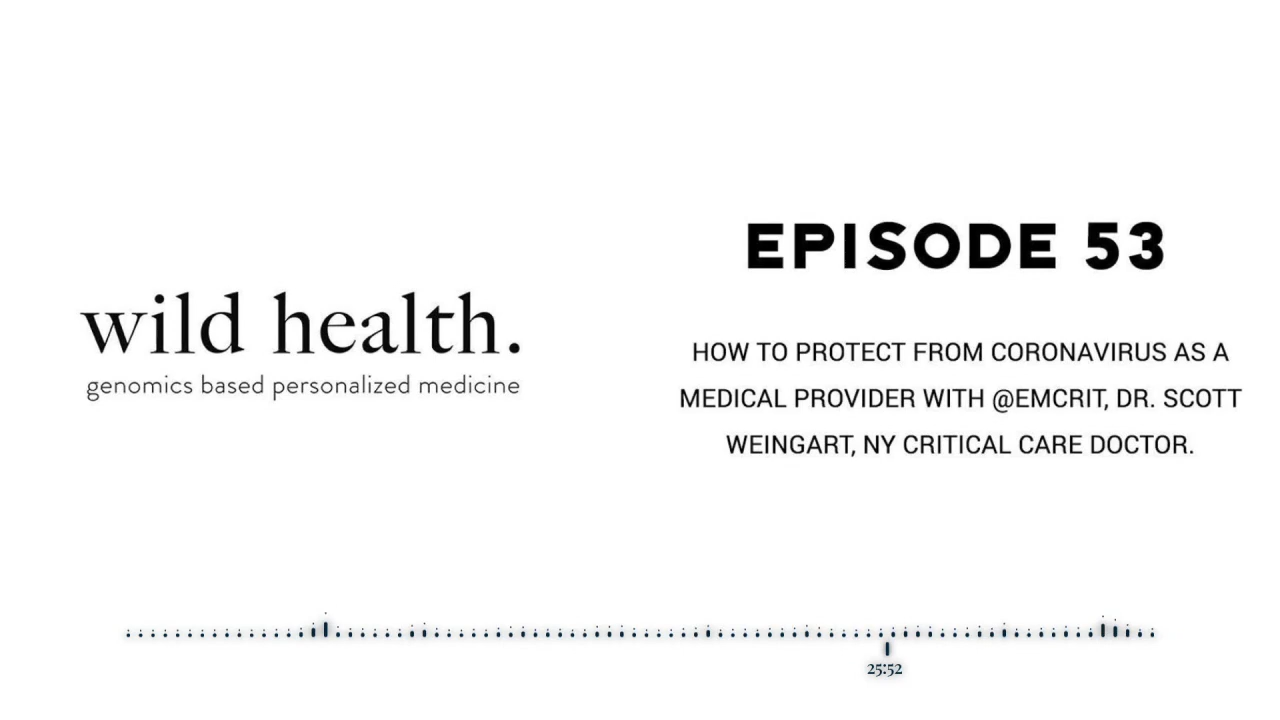 wild health.
genomics based personalized medicine
EPISODE 53
HOW TO PROTECT FROM CORONAVIRUS AS A
MEDICAL PROVIDER WITH @EMCRIT, DR. SCOTT
WEINGART, NY CRITICAL CARE DOCTOR.
25:52